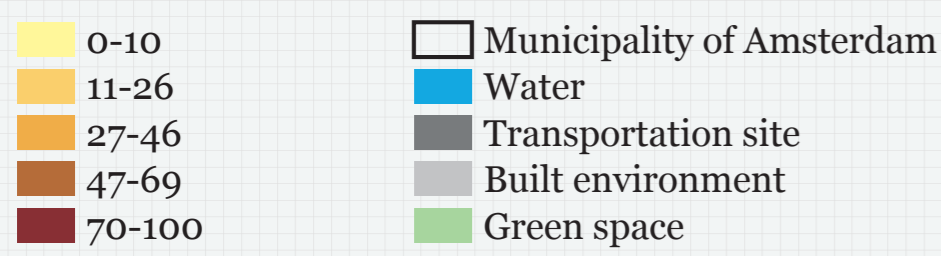 0-10
11-26
27-46
47-69
70-100
Municipality of Amsterdam
Water
Transportation site
Built environment
Green space